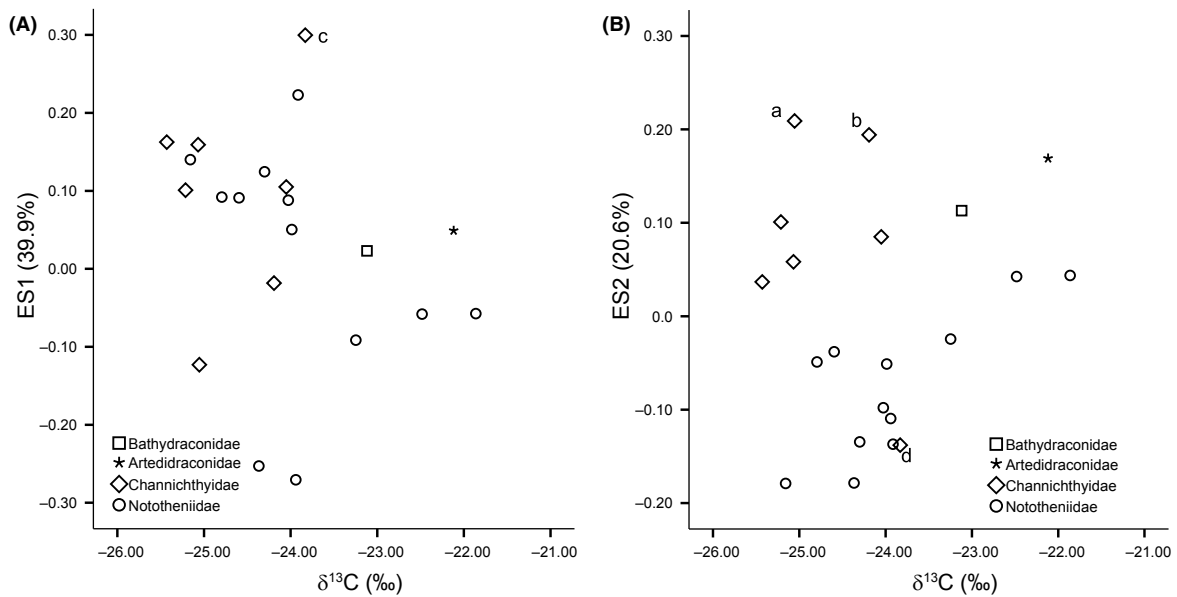 (A)
0.30
0.20
0.10
0.00
–0.10
–0.20
–0.30
ES1 (39.9%)
c
Bathydraconidae
Artedidraconidae
Channichthyidae
Nototheniidae
–26.00 –25.00 –24.00 –23.00 –22.00 –21.00
δ¹³C (‰)
(B)
0.30
0.20
0.10
0.0
–0.10
–0.20
ES2 (20.6%)
a
b
d
Bathydraconidae
Artedidraconidae
Channichthyidae
Nototheniidae
–26.00 –25.00 –24.00 –23.00 –22.00 –21.00
δ¹³C (‰)